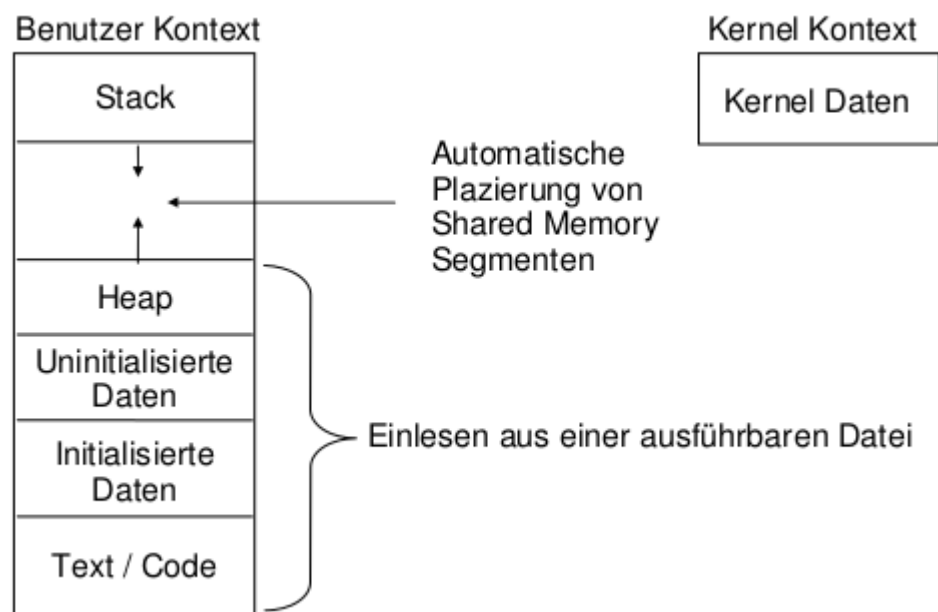 Benutzer Kontext
Kernel Kontext
Stack
Kernel Daten
Automatische
Plazierung von
Shared Memory
Segmenten
Heap
Uninitialisierte
Daten
Einlesen aus einer ausführbaren Datei
Initialisierte
Daten
Text / Code